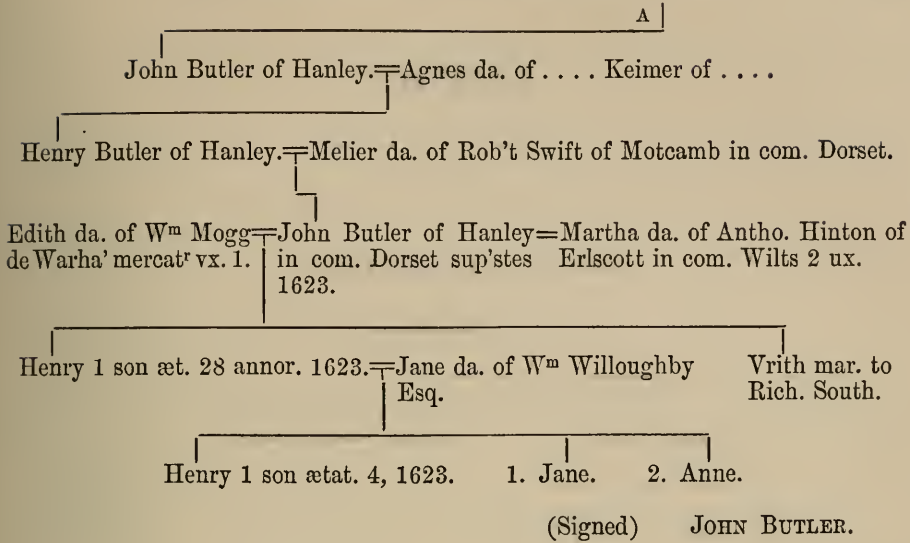 A
John Butler of Hanley.=Agnes da. of . . . . Keimer of . . . .
Henry Butler of Hanley.=Melier da. of Rob't Swift of Motcamb in com. Dorset.
Edith da. of Wᵐ Mogg=John Butler of Hanley=Martha da. of Antho. Hinton of
de Warha' mercatʳ vx. 1. in com. Dorset sup'stes Erlscott in com. Wilts 2 ux.
1623.
Henry 1 son æt. 28 annor. 1623.=Jane da. of Wᵐ Willoughby Vrith mar. to
Esq. Rich. South.
Henry 1 son ætat. 4, 1623. 1. Jane. 2. Anne.
(Signed) JOHN BUTLER.